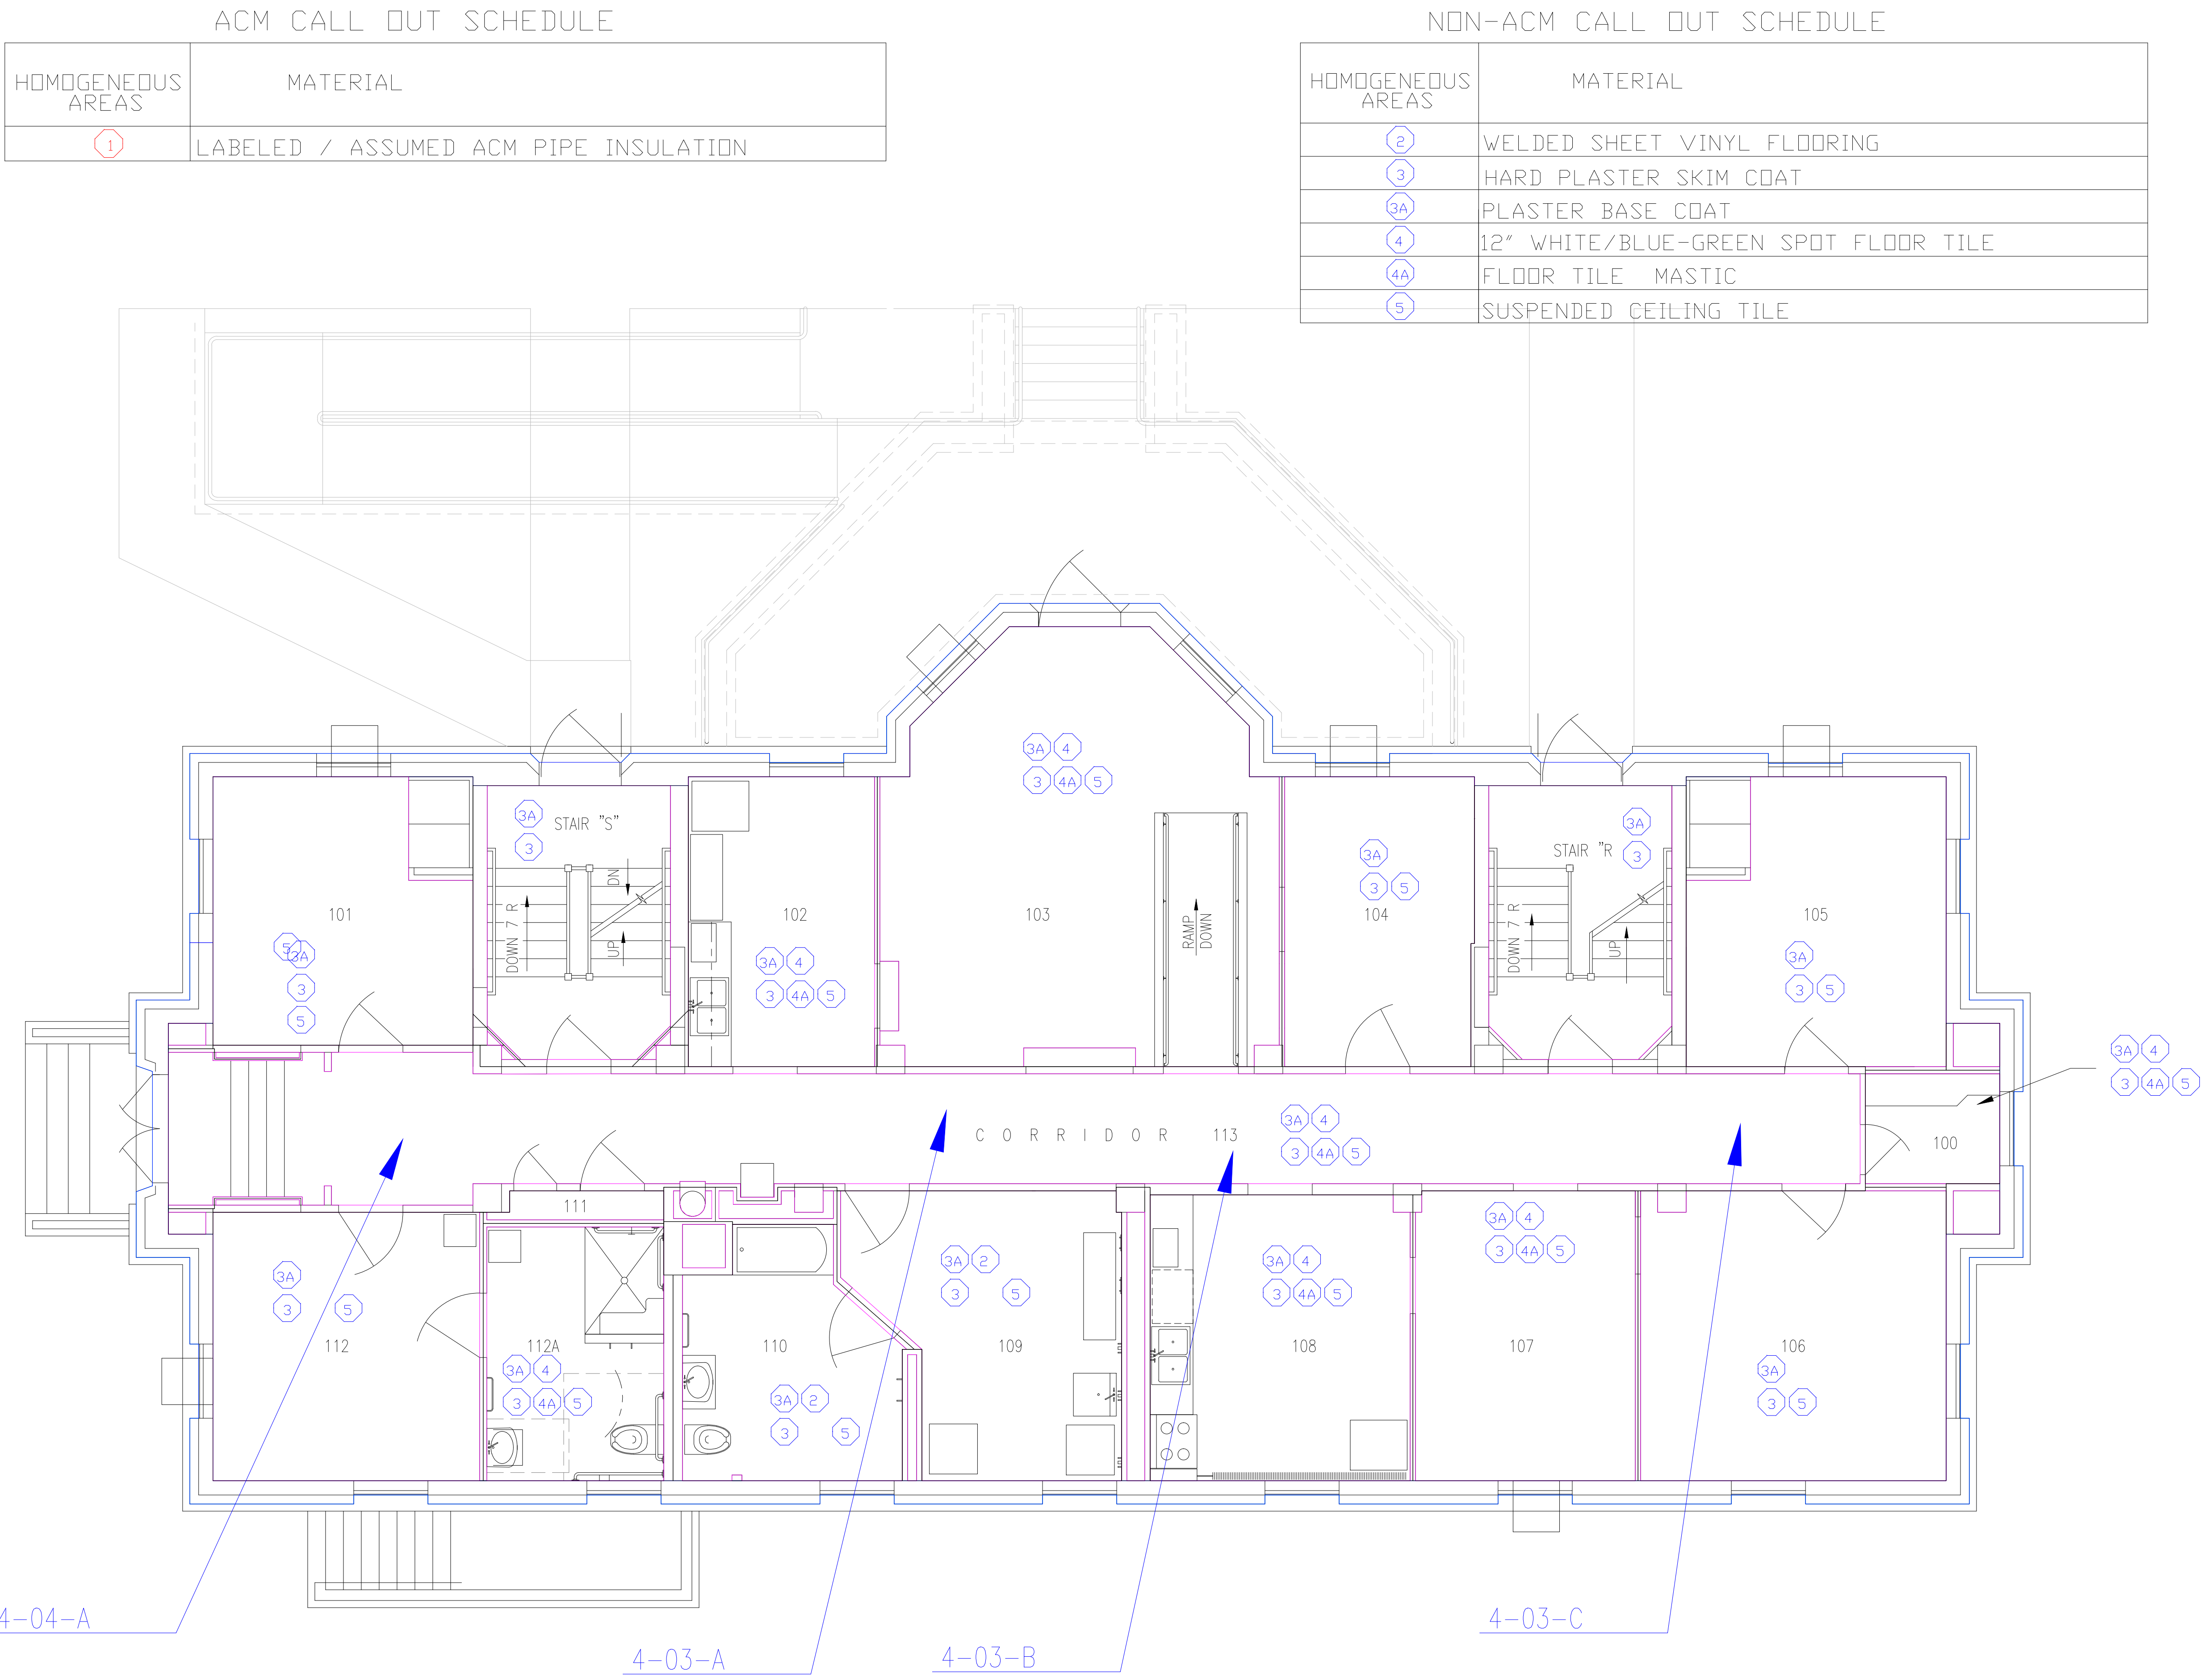 ACM CALL OUT SCHEDULE
HOMOGENEOUS AREAS
MATERIAL
1
LABELED / ASSUMED ACM PIPE INSULATION
NON-ACM CALL OUT SCHEDULE
HOMOGENEOUS AREAS
MATERIAL
2
WELDED SHEET VINYL FLOORING
3
HARD PLASTER SKIM COAT
3A
PLASTER BASE COAT
4
12" WHITE/BLUE-GREEN SPOT FLOOR TILE
4A
FLOOR TILE MASTIC
5
SUSPENDED CEILING TILE
3A 4
3 4A 5
3A
STAIR "S"
3
3A
STAIR "R
3
3A
3 5
DN
UP
DOWN 7 R
101
102
103
RAMP DOWN
104
DOWN 7 R
UP
105
5
3A
3
5
3A 4
3 4A 5
3A
3 5
3A 4
3 4A 5
CORRIDOR 113
3A 4
3 4A 5
100
111
3A
3 5
112
112A
3A 4
3 4A 5
110
3A 2
3 5
3A 2
3 5
109
3A 4
3 4A 5
108
3A 4
3 4A 5
107
106
3A
3 5
4-04-A
4-03-A
4-03-B
4-03-C